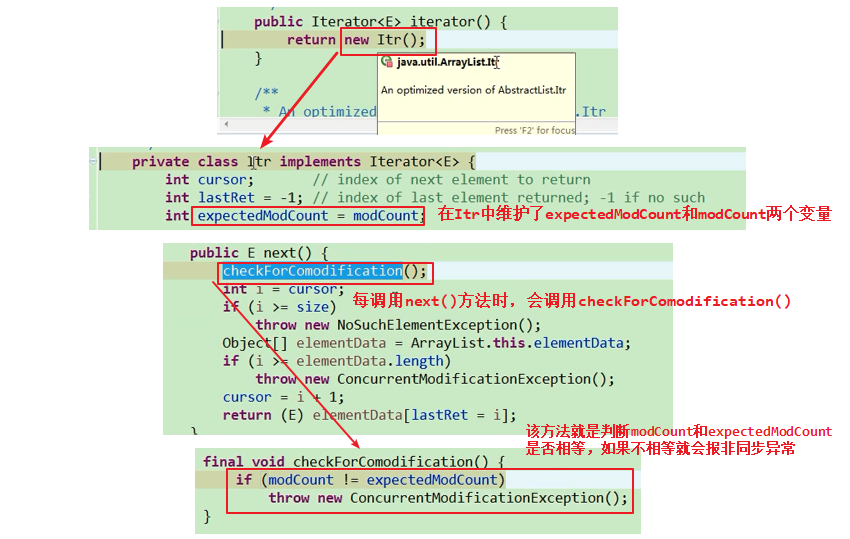 public Iterator<E> iterator() {
return new Itr();
}
java.util.ArrayList.Itr
An optimized version of AbstractList.Itr
Press 'F2' for focus
/**
* An optimized
.Itr
private class Itr implements Iterator<E> {
int cursor;       // index of next element to return
int lastRet = -1; // index of last element returned; -1 if no such
int expectedModCount = modCount; 在Itr中维护了expectedModCount和modCount两个变量
public E next() {
checkForComodification();
int i = cursor;
每调用next()方法时，会调用checkForComodification()
if (i >= size)
throw new NoSuchElementException();
Object[] elementData = ArrayList.this.elementData;
if (i >= elementData.length)
throw new ConcurrentModificationException();
cursor = i + 1;
return (E) elementData[lastRet = i];
}
该方法就是判断modCount和expectedModCount
是否相等，如果不相等就会报非同步异常
final void checkForComodification() {
if (modCount != expectedModCount)
throw new ConcurrentModificationException();
}